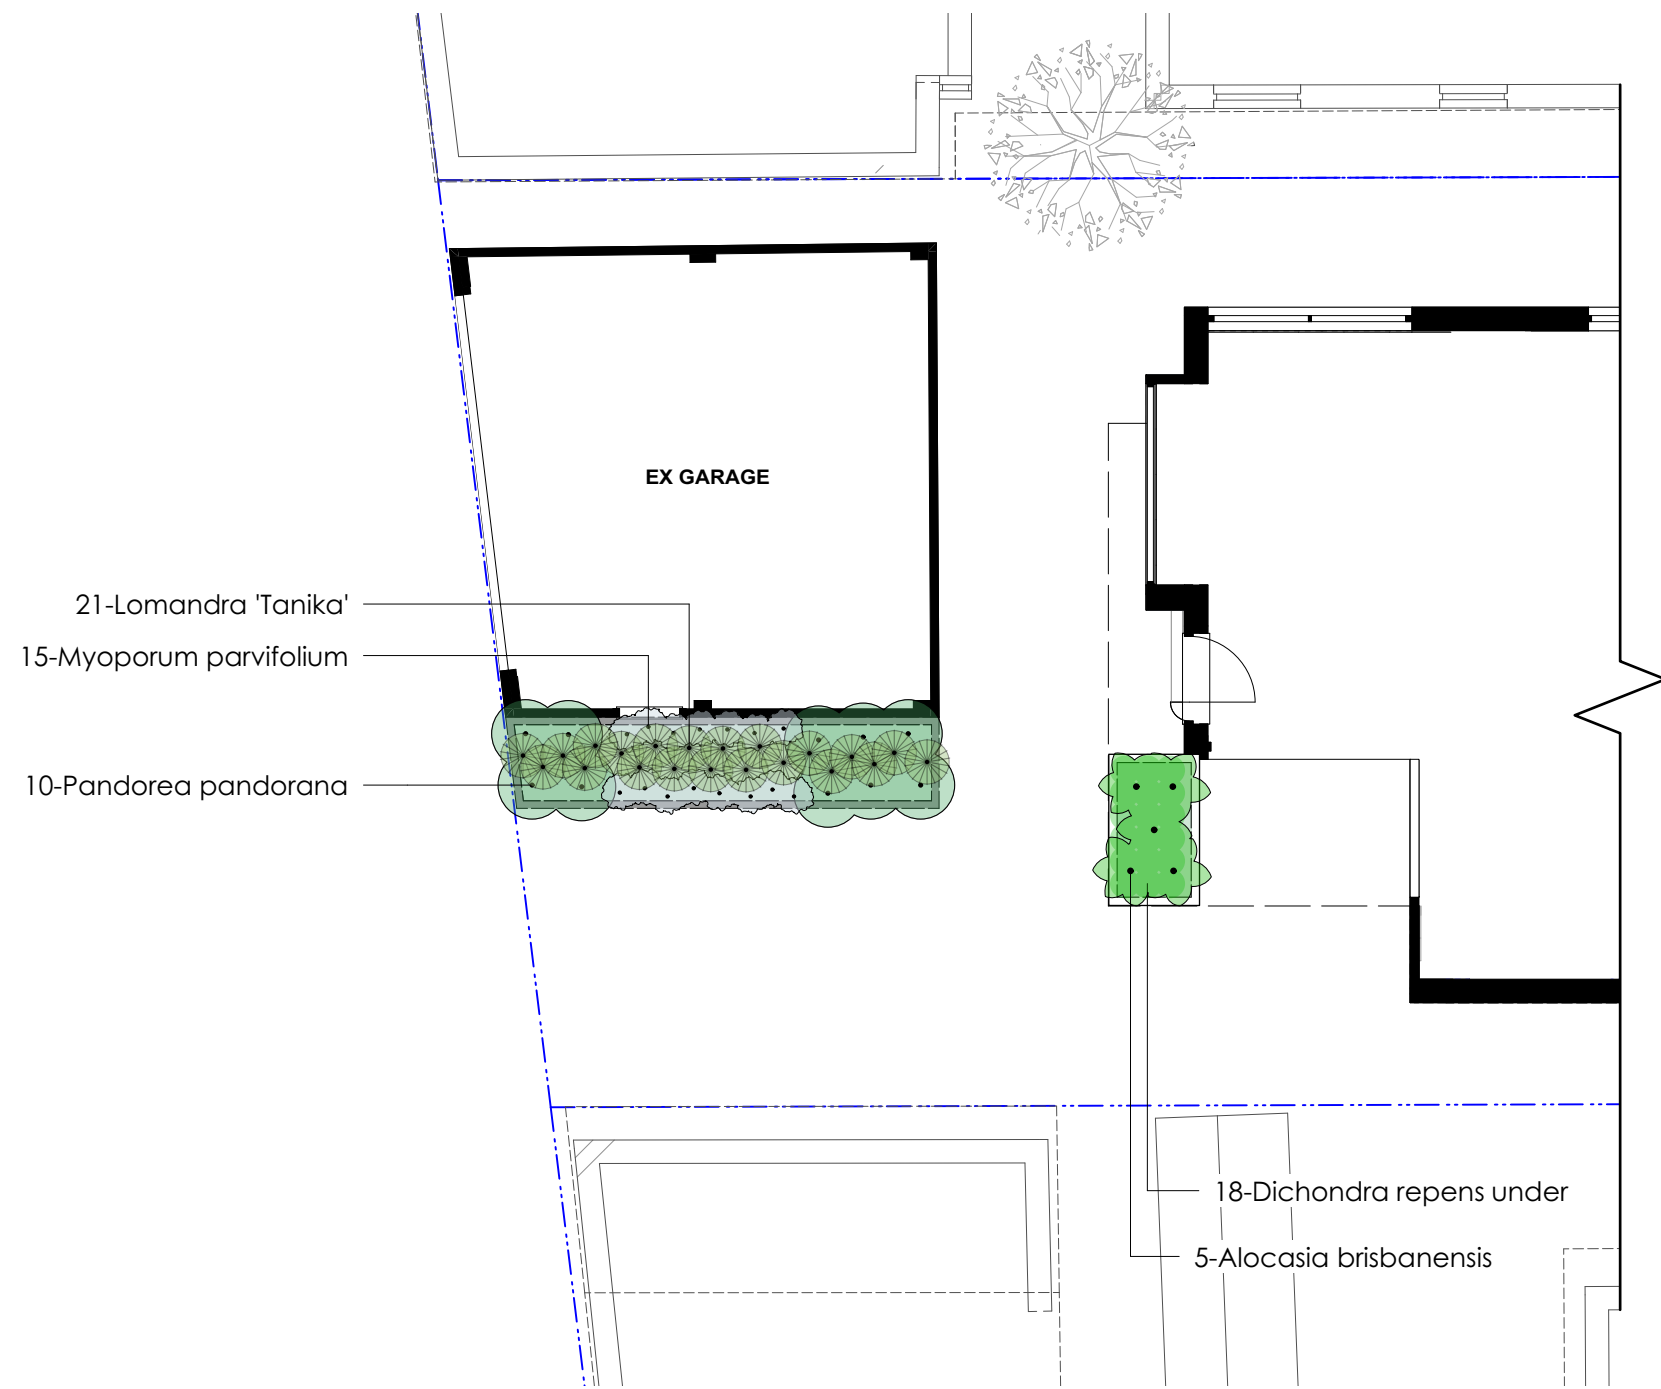 EX GARAGE
21-Lomandra 'Tanika'
15-Myoporum parvifolium
10-Pandorea pandorana
18-Dichondra repens under
5-Alocasia brisbanensis